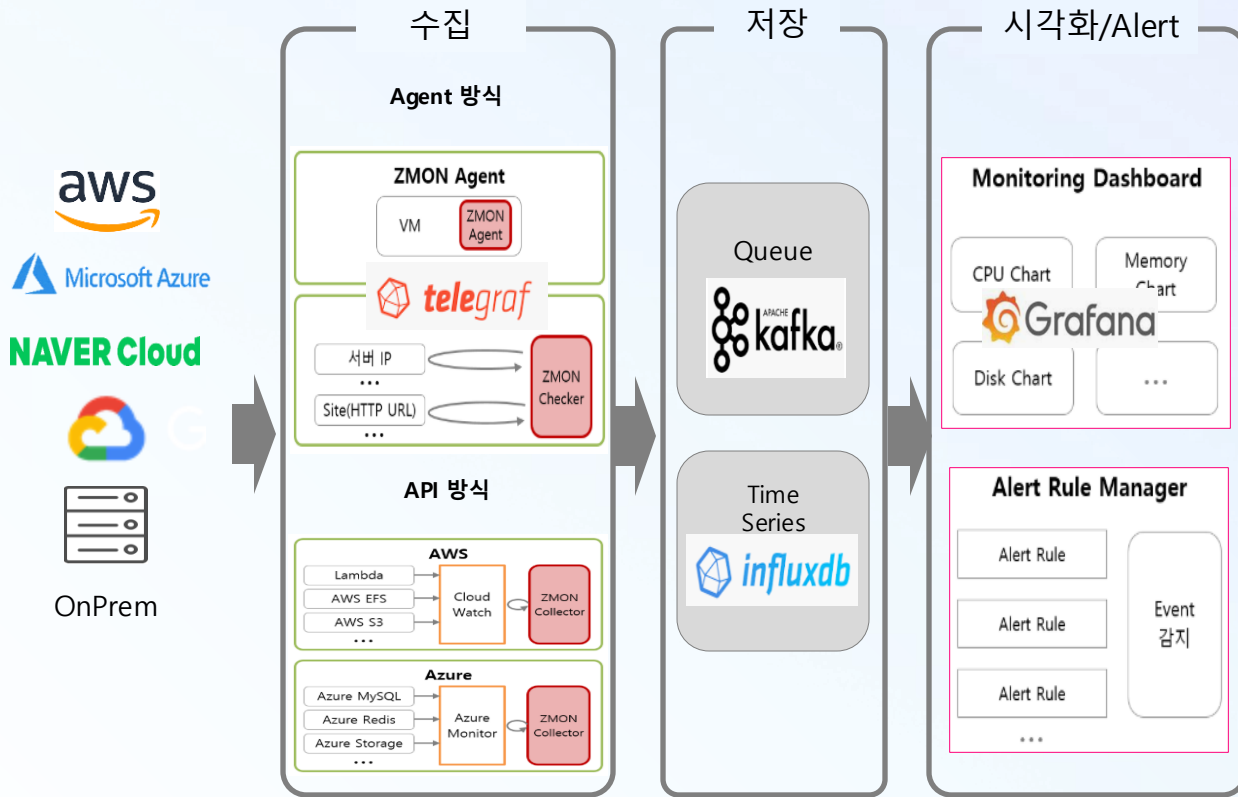 수집
저장
시각화/Alert
aws
Microsoft Azure
NAVER Cloud
G
OnPrem
Agent 방식
ZMON Agent
VM
ZMON
Agent
telegraf
서버 IP
...
Site(HTTP URL)
...
ZMON
Checker
API 방식
AWS
Lambda
AWS EFS
AWS S3
...
Cloud
Watch
ZMON
Collector
Azure
Azure MySQL
Azure Redis
Azure Storage
...
Azure
Monitor
ZMON
Collector
Queue
APACHE
kafka®
Time
Series
influxdb
Monitoring Dashboard
CPU Chart
Memory
Chart
Grafana
Disk Chart
...
Alert Rule Manager
Alert Rule
Alert Rule
Alert Rule
...
Event
감지